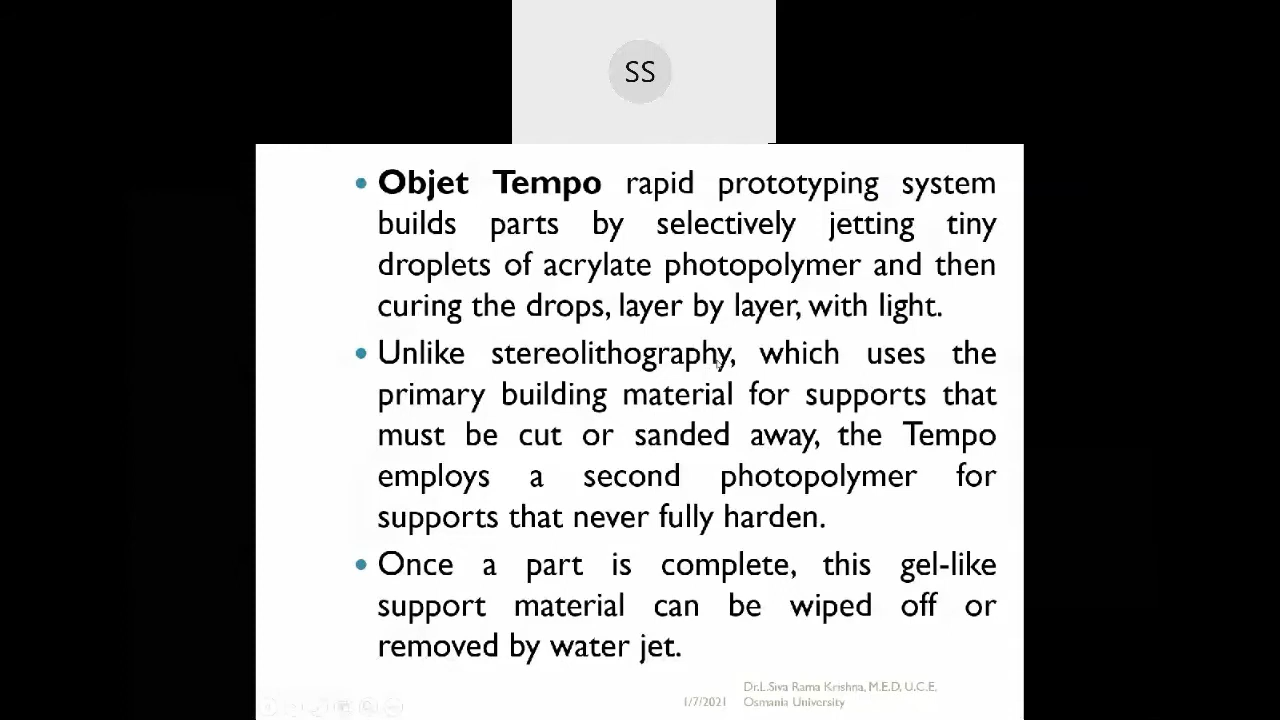 SS
• Objet Tempo rapid prototyping system
builds parts by selectively jetting tiny
droplets of acrylate photopolymer and then
curing the drops, layer by layer, with light.
• Unlike stereolithography, which uses the
primary building material for supports that
must be cut or sanded away, the Tempo
employs a second photopolymer for
supports that never fully harden.
• Once a part is complete, this gel-like
support material can be wiped off or
removed by water jet.
Dr.L.Siva Rama Krishna, M.E.D, U.C.E,
1/7/2021 Osmania University